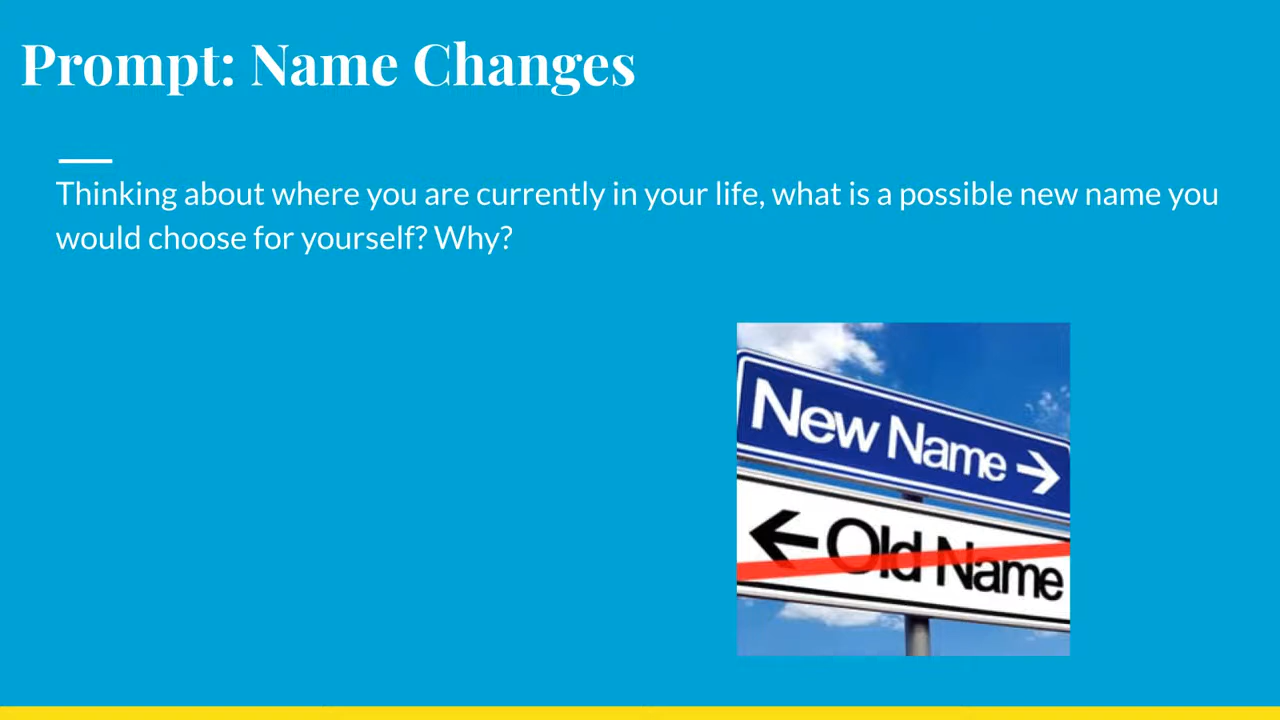 Prompt: Name Changes
Thinking about where you are currently in your life, what is a possible new name you
would choose for yourself? Why?
New Name →
← Old Name